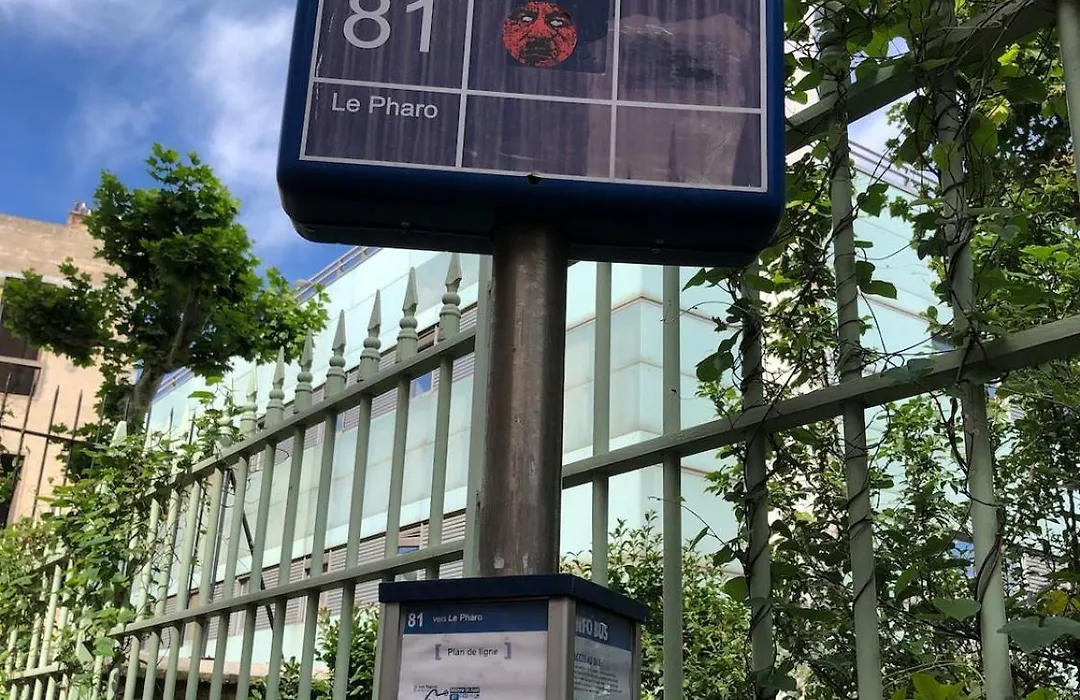 81
Le Pharo
81 vers Le Pharo
Plan de ligne
INFO BUS